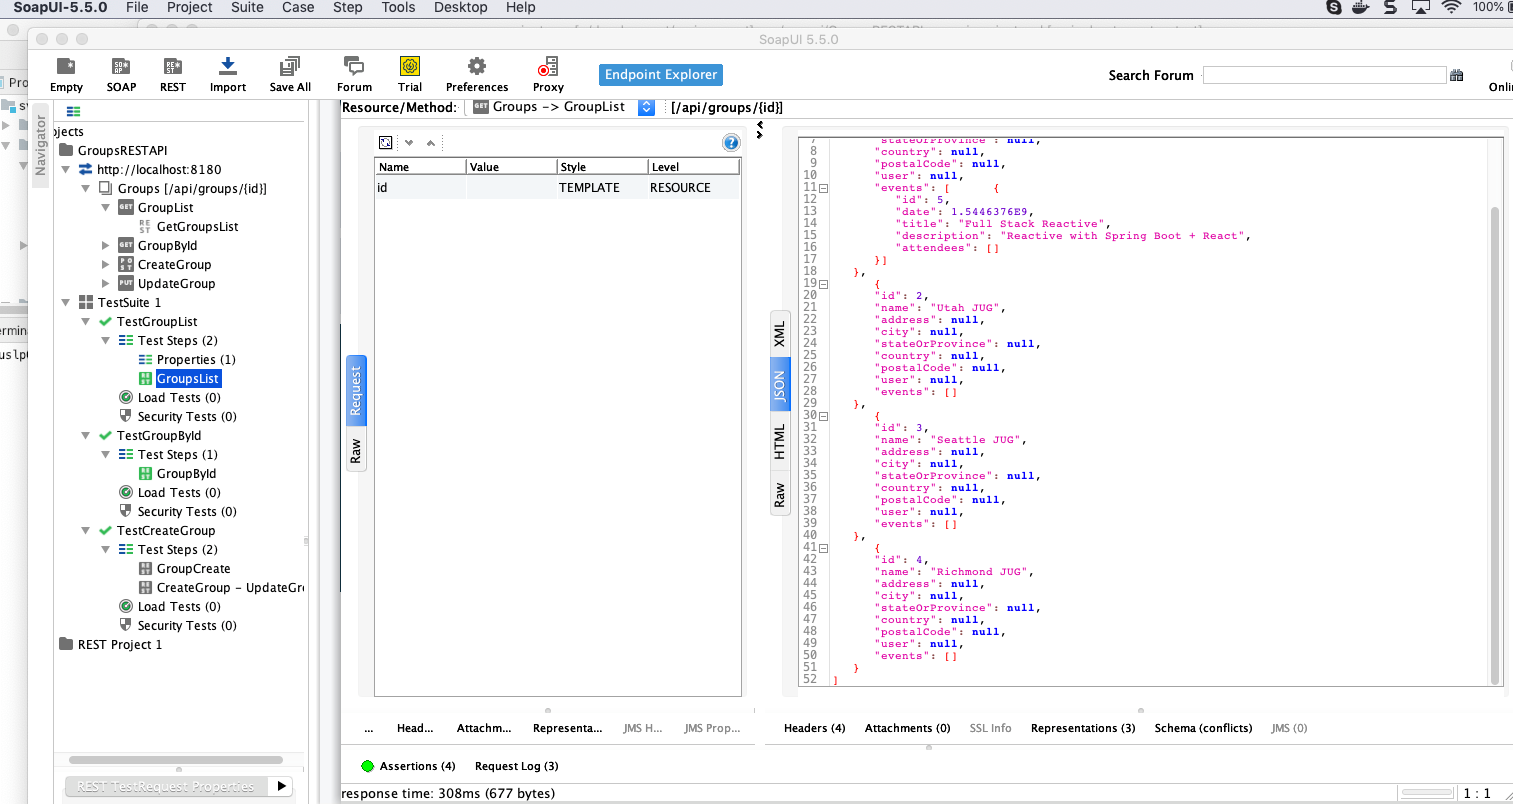 SoapUI-5.5.0 File Project Suite Case Step Tools Desktop Help 100%
SoapUI 5.5.0
Empty SOAP REST Import Save All Forum Trial Preferences Proxy Endpoint Explorer Search Forum Onli
Resource/Method: GET Groups -> GroupList [/api/groups/{id}]
Navigator
ojects
GroupsRESTAPI
http://localhost:8180
Groups [/api/groups/{id}]
GET GroupList
REST GetGroupsList
GET GroupById
POST CreateGroup
PUT UpdateGroup
TestSuite 1
TestGroupList
Test Steps (2)
Properties (1)
GroupsList
Load Tests (0)
Security Tests (0)
TestGroupById
Test Steps (1)
GroupById
Load Tests (0)
Security Tests (0)
TestCreateGroup
Test Steps (2)
GroupCreate
CreateGroup - UpdateGr
Load Tests (0)
Security Tests (0)
REST Project 1
REST TestRequest Properties
Request
Raw
Name Value Style Level
id TEMPLATE RESOURCE
XML
JSON
HTML
Raw
7 "stateOrProvince": null,
8 "country": null,
9 "postalCode": null,
10 "user": null,
11 "events": [ {
12 "id": 5,
13 "date": 1.5446376E9,
14 "title": "Full Stack Reactive",
15 "description": "Reactive with Spring Boot + React",
16 "attendees": []
17 }]
18 },
19 {
20 "id": 2,
21 "name": "Utah JUG",
22 "address": null,
23 "city": null,
24 "stateOrProvince": null,
25 "country": null,
26 "postalCode": null,
27 "user": null,
28 "events": []
29 },
30 {
31 "id": 3,
32 "name": "Seattle JUG",
33 "address": null,
34 "city": null,
35 "stateOrProvince": null,
36 "country": null,
37 "postalCode": null,
38 "user": null,
39 "events": []
40 },
41 {
42 "id": 4,
43 "name": "Richmond JUG",
44 "address": null,
45 "city": null,
46 "stateOrProvince": null,
47 "country": null,
48 "postalCode": null,
49 "user": null,
50 "events": []
51 }
52 ]
... Head... Attachm... Representa... JMS H... JMS Prop...
Headers (4) Attachments (0) SSL Info Representations (3) Schema (conflicts) JMS (0)
Assertions (4) Request Log (3)
response time: 308ms (677 bytes) 1 : 1